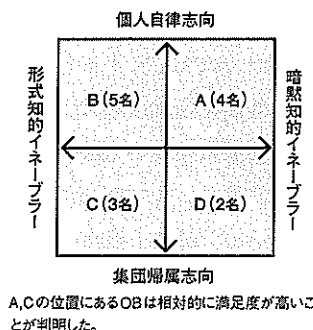 個人自律志向
形式知的イネーブラー
B(5名)
A(4名)
暗黙知的イネーブラー
C(3名)
D(2名)
集団帰属志向
A,Cの位置にあるOBは相対的に満足度が高いこ
とが判明した。